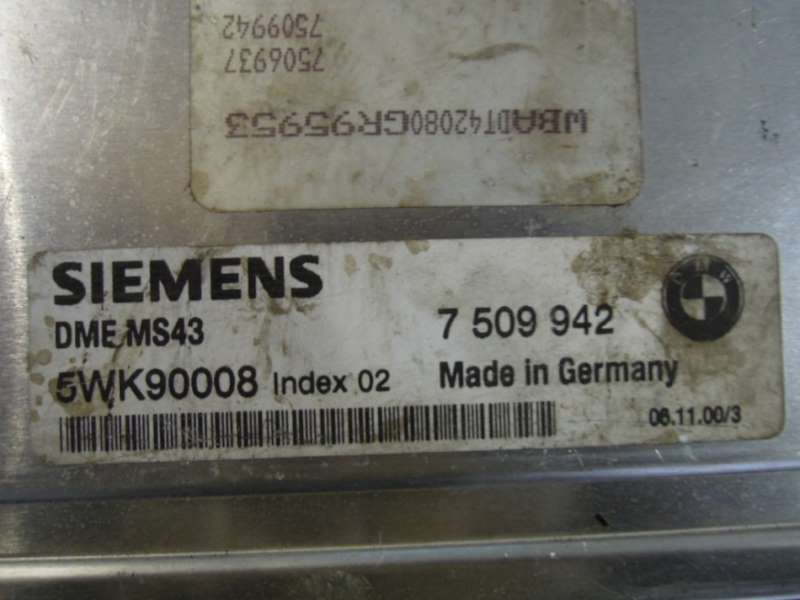 7509942
7506937
WBADT42080GR95953
SIEMENS
DME MS43
7 509 942
BMW
5WK90008 Index 02
Made in Germany
06.11.00/3